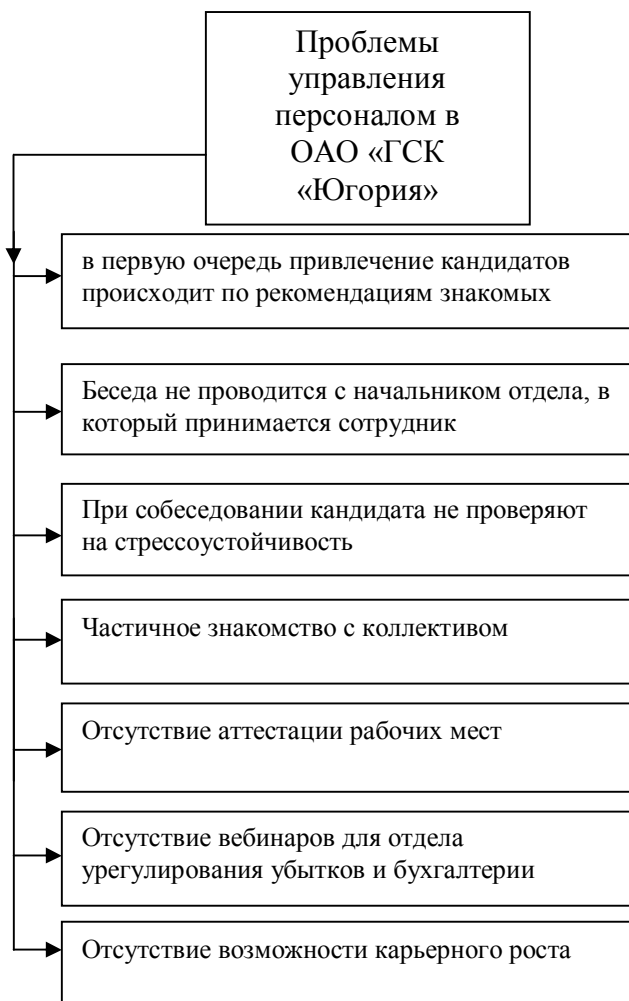 Проблемы
управления
персоналом в
ОАО «ГСК
«Югория»
в первую очередь привлечение кандидатов
происходит по рекомендациям знакомых
Беседа не проводится с начальником отдела, в
который принимается сотрудник
При собеседовании кандидата не проверяют
на стрессоустойчивость
Частичное знакомство с коллективом
Отсутствие аттестации рабочих мест
Отсутствие вебинаров для отдела
урегулирования убытков и бухгалтерии
Отсутствие возможности карьерного роста